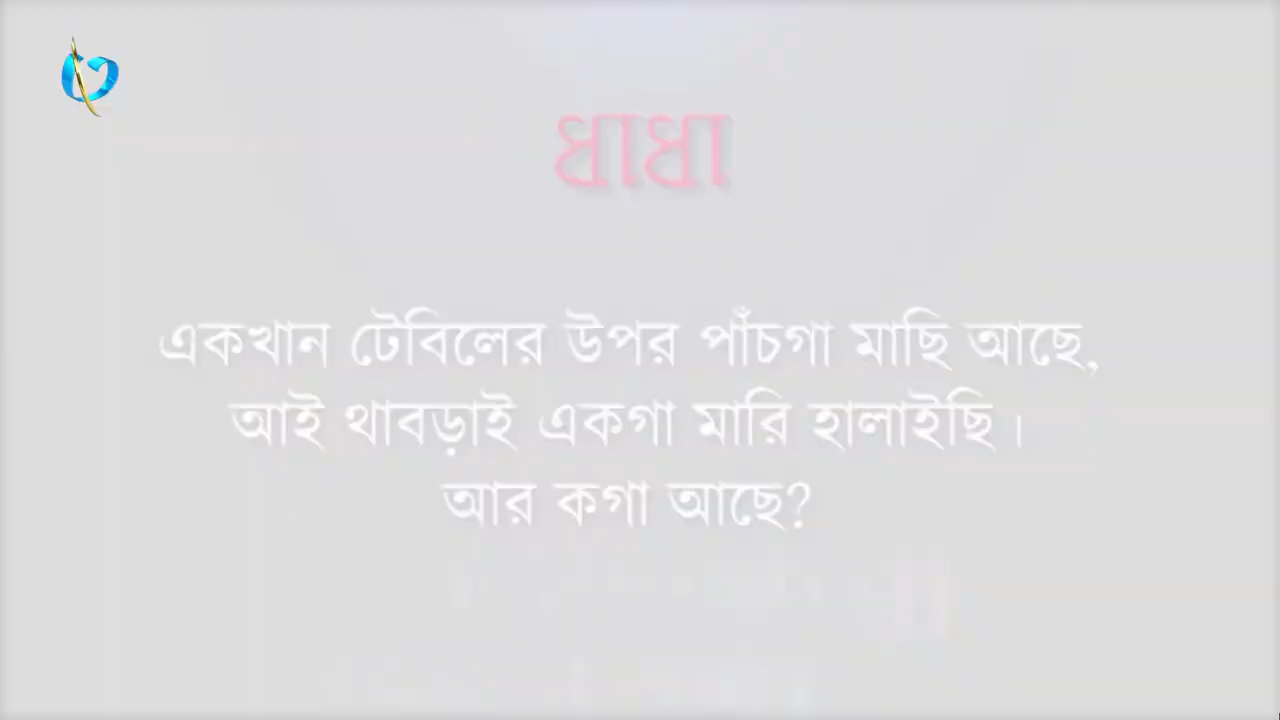 ধাধা
একখান টেবিলের উপর পাঁচগা মাছি আছে,
আই থাবড়াই একগা মারি হালাইছি।
আর কগা আছে?